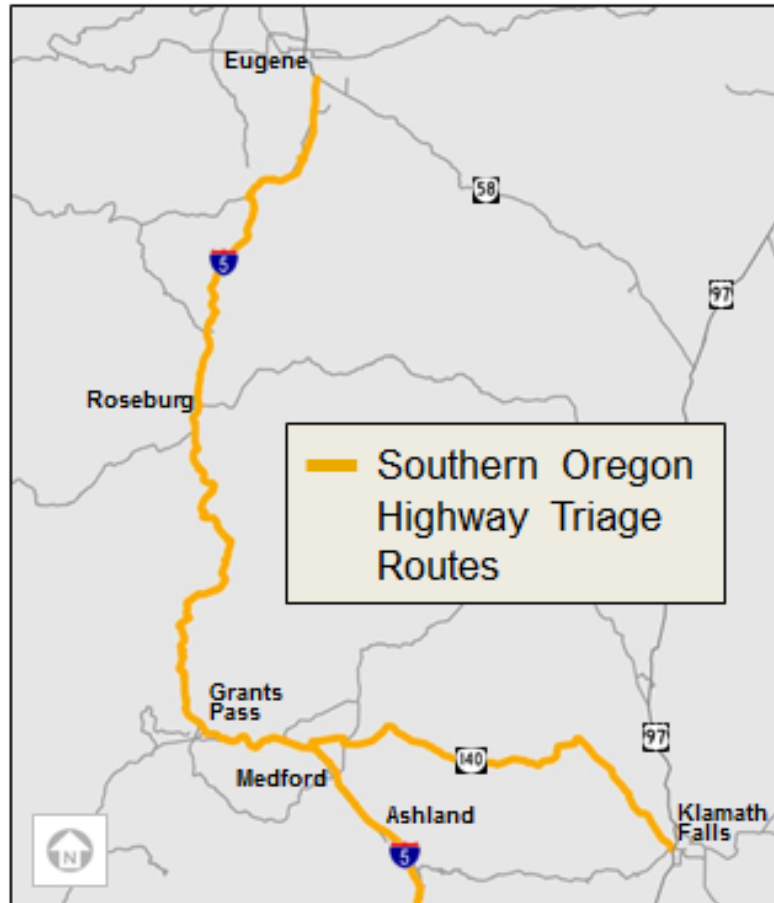 Eugene
58
5
97
Roseburg
Southern Oregon
Highway Triage
Routes
Grants
Pass
97
140
Medford
Ashland
Klamath
Falls
5
N